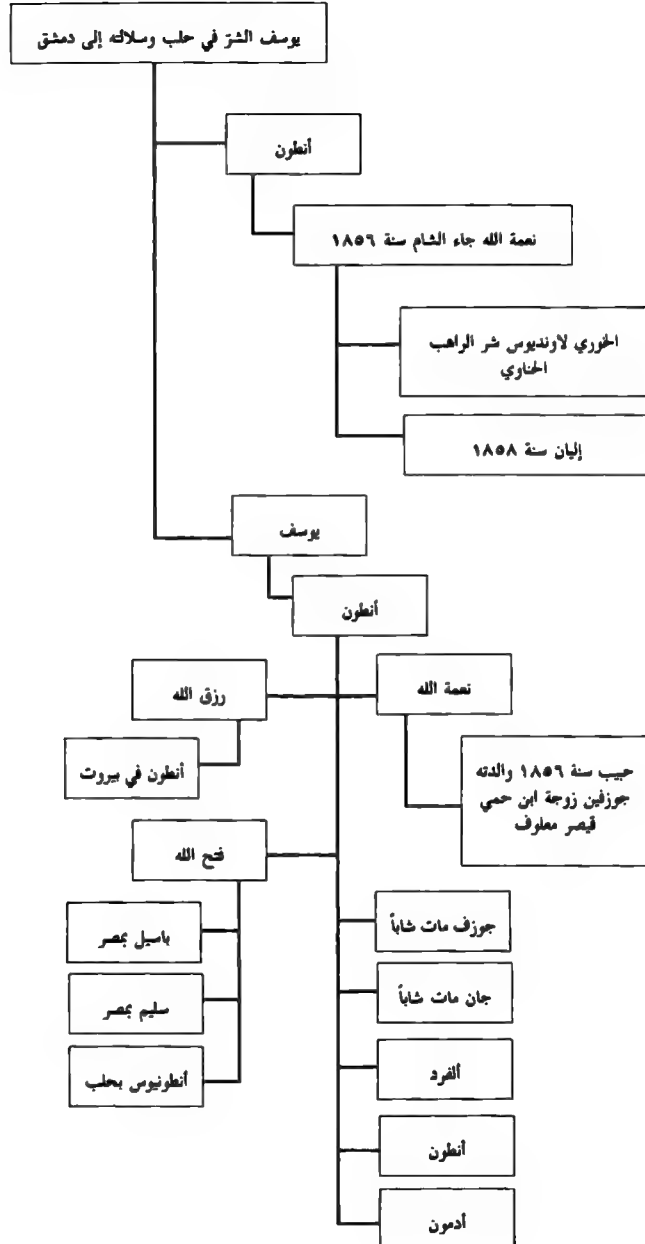 يوسف الشرّ في حلب وسلالته إلى دمشق
أنطون
نعمة الله جاء الشام سنة ١٨٥٦
الخوري لاونديوس شر الراهب
الحناوي
إليان سنة ١٨٥٨
يوسف
أنطون
نعمة الله
رزق الله
حبيب سنة ١٨٥٦ والدته
جوزفين زوجة ابن حمي
قيصر معلوف
أنطون في بيروت
فتح الله
جوزف مات شاباً
باسيل بمصر
جان مات شاباً
سليم بمصر
ألفرد
أنطونيوس بحلب
أنطون
أدمون